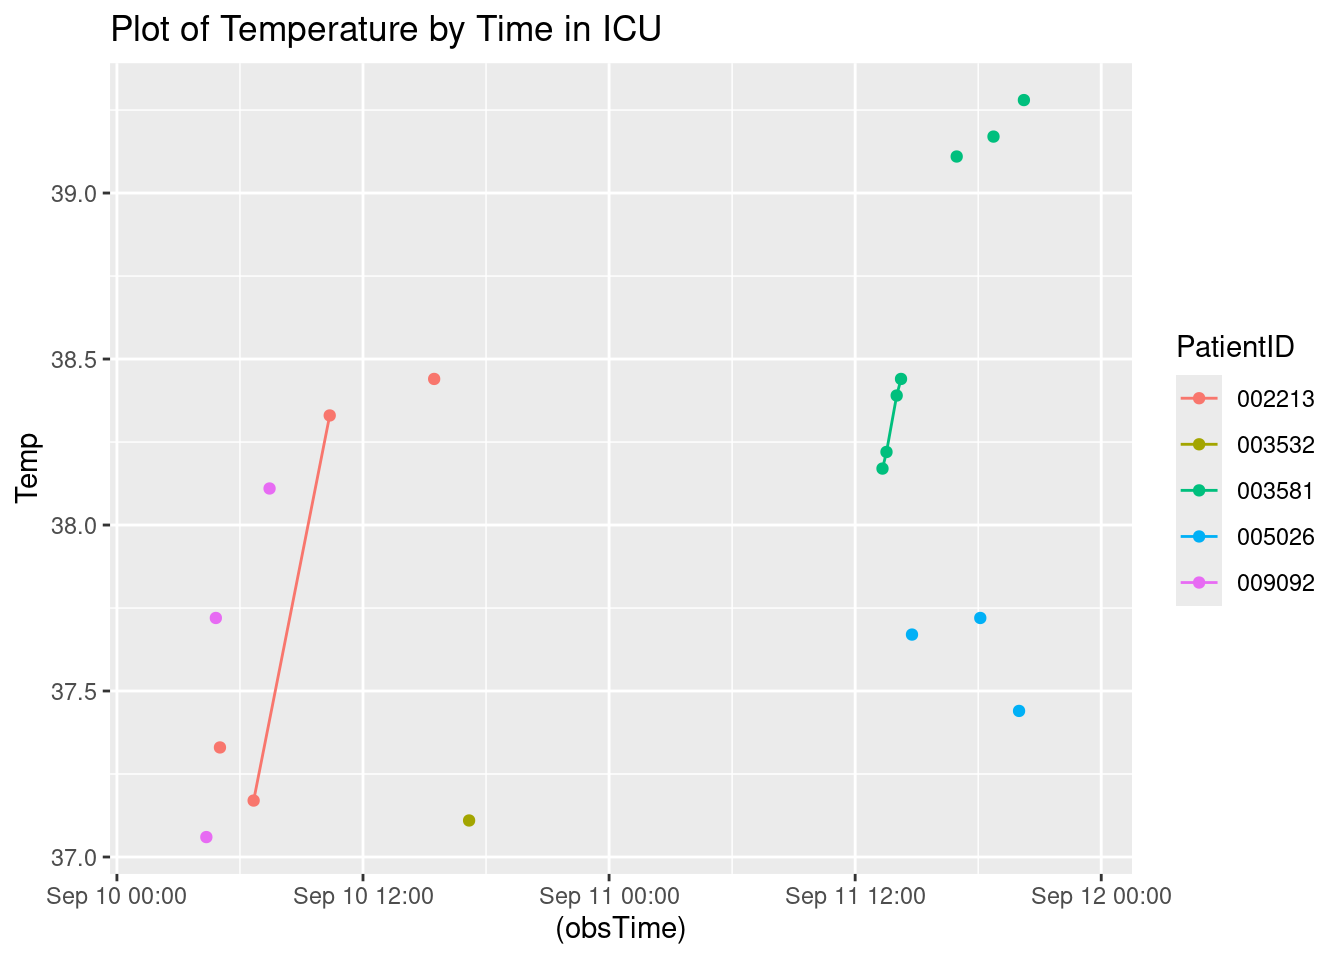 Plot of Temperature by Time in ICU
39.0
38.5
38.0
37.5
37.0
Temp
Sep 10 00:00 Sep 10 12:00 Sep 11 00:00 Sep 11 12:00 Sep 12 00:00
(obsTime)
PatientID
002213
003532
003581
005026
009092